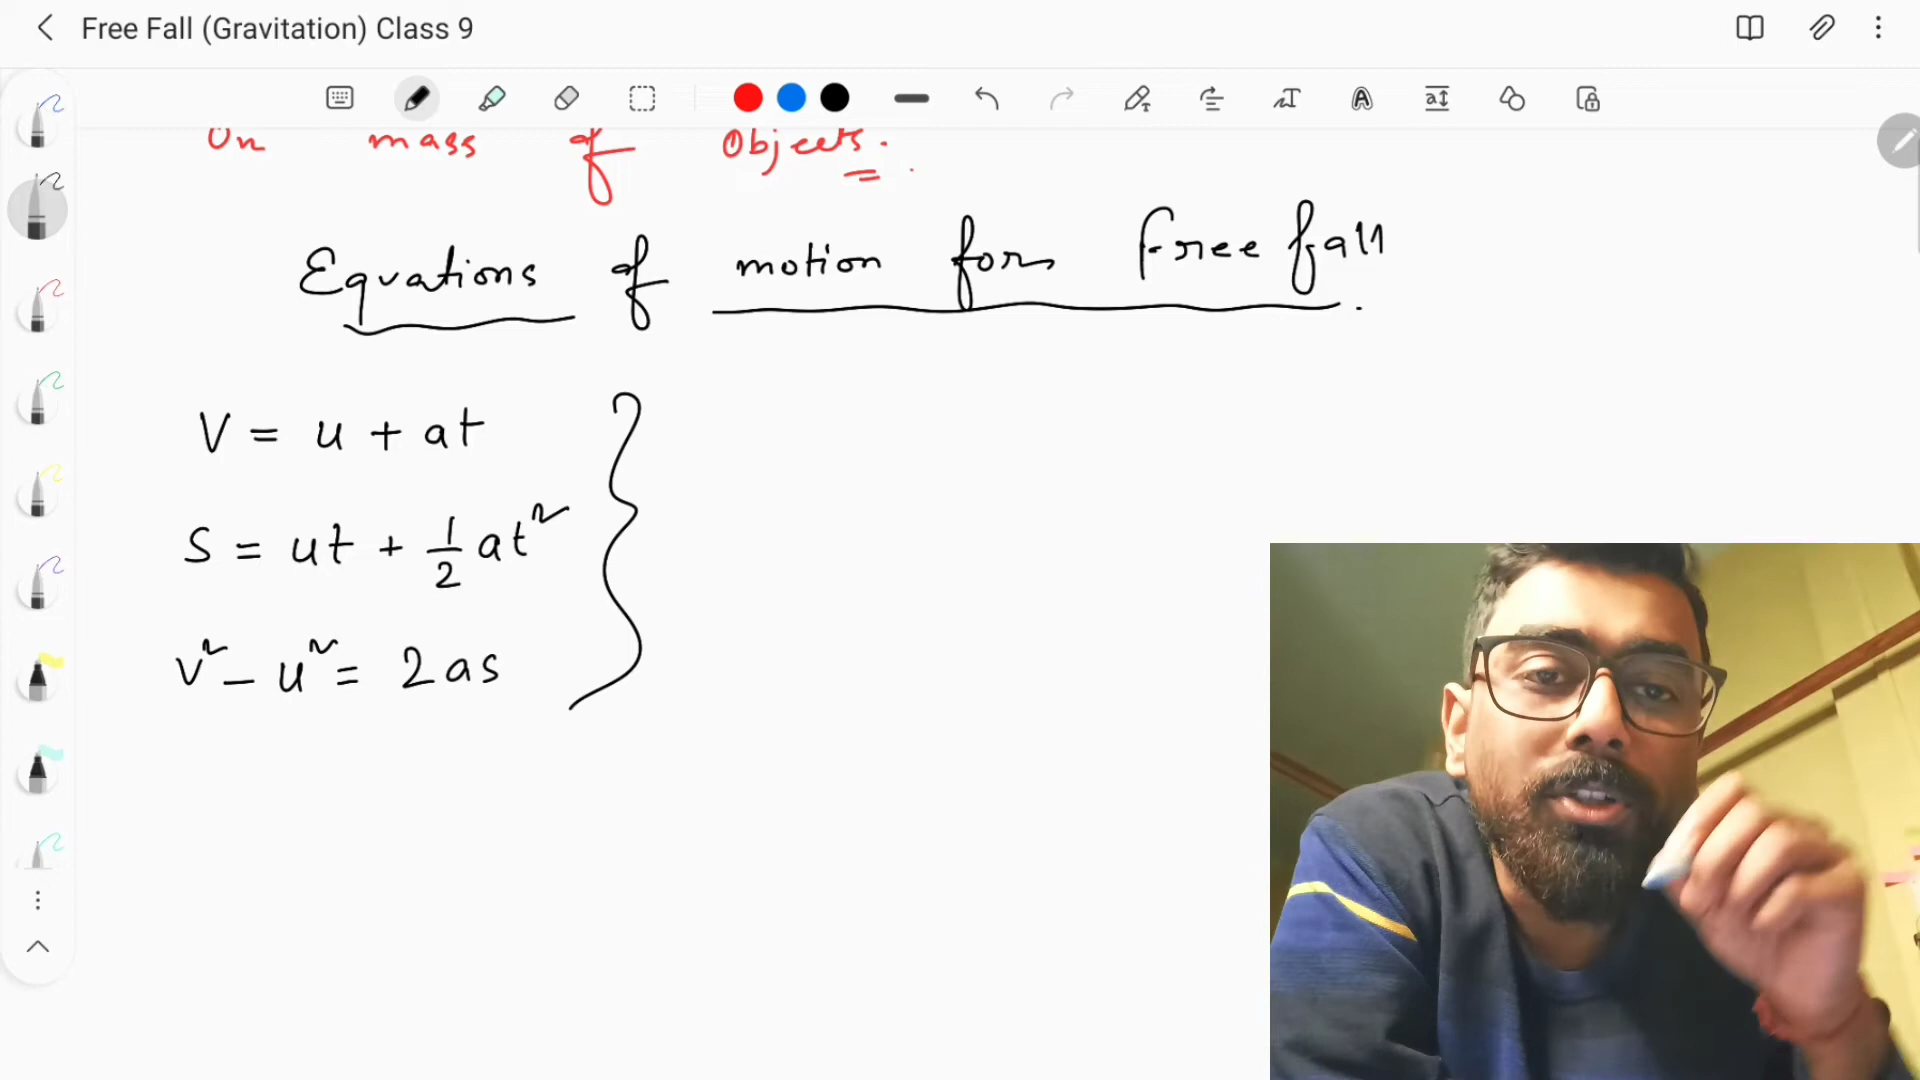 Free Fall (Gravitation) Class 9
On mass of Objects.
Equations of motion for Free fall.
V = u + at
S = ut + 1/2 at²
v² - u² = 2as